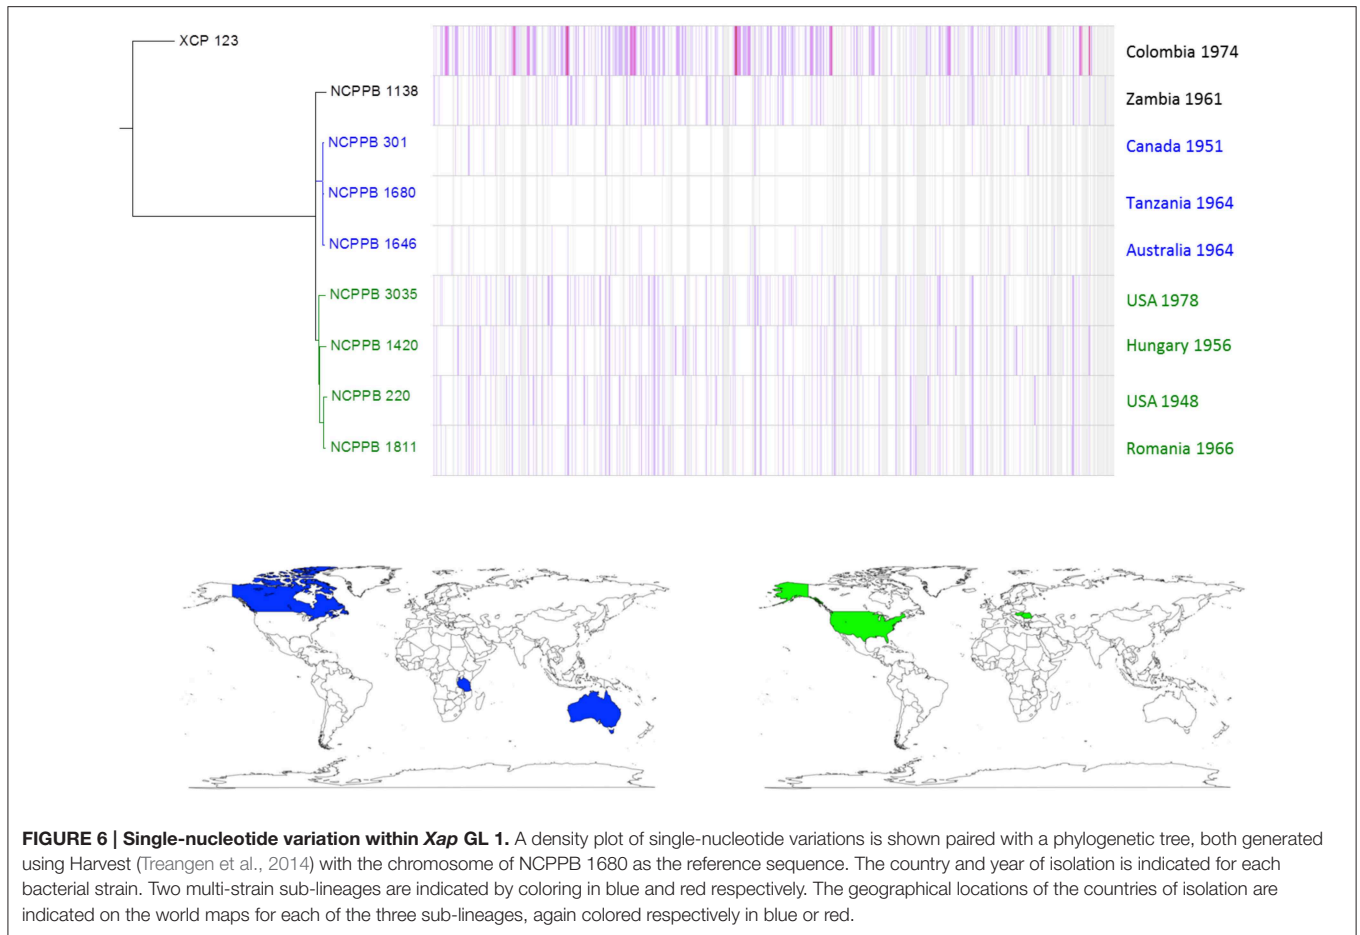 XCP 123
Colombia 1974
NCPPB 1138
Zambia 1961
NCPPB 301
Canada 1951
NCPPB 1680
Tanzania 1964
NCPPB 1646
Australia 1964
NCPPB 3035
USA 1978
NCPPB 1420
Hungary 1956
NCPPB 220
USA 1948
NCPPB 1811
Romania 1966
FIGURE 6 | Single-nucleotide variation within Xap GL 1. A density plot of single-nucleotide variations is shown paired with a phylogenetic tree, both generated
using Harvest (Treangen et al., 2014) with the chromosome of NCPPB 1680 as the reference sequence. The country and year of isolation is indicated for each
bacterial strain. Two multi-strain sub-lineages are indicated by coloring in blue and red respectively. The geographical locations of the countries of isolation are
indicated on the world maps for each of the three sub-lineages, again colored respectively in blue or red.